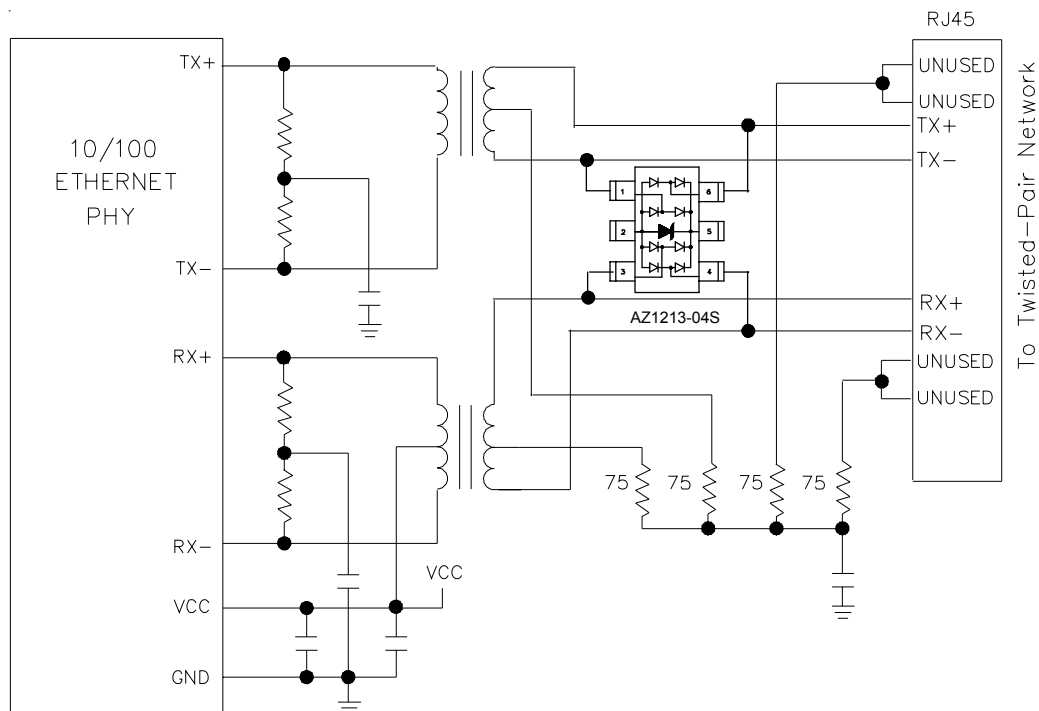 RJ45
TX+
UNUSED
UNUSED
TX+
TX-
10/100
ETHERNET
PHY
1
6
2
5
3
4
TX-
AZ1213-04S
RX+
RX-
To Twisted-Pair Network
RX+
UNUSED
UNUSED
75
75
75
75
RX-
VCC
VCC
GND